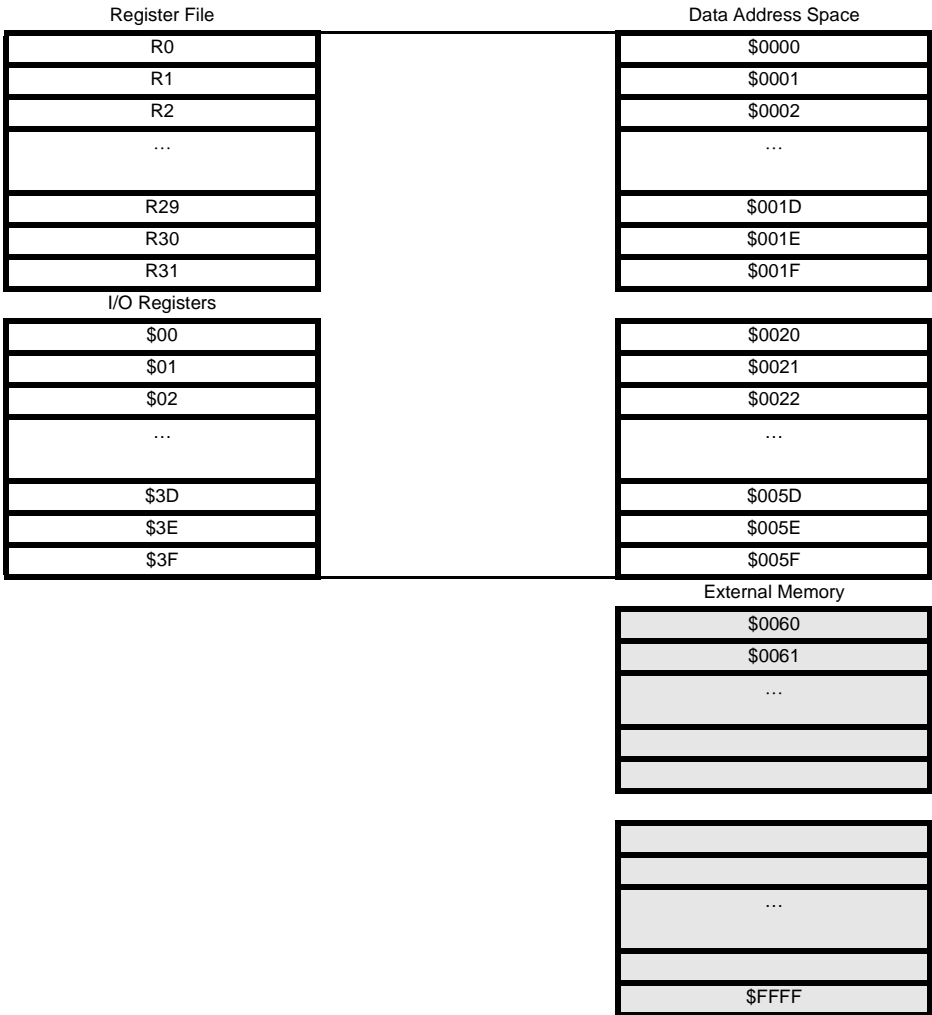 Register File
Data Address Space
R0
$0000
R1
$0001
R2
$0002
…
…
R29
$001D
R30
$001E
R31
$001F
I/O Registers
$00
$0020
$01
$0021
$02
$0022
…
…
$3D
$005D
$3E
$005E
$3F
$005F
External Memory
$0060
$0061
…
…
$FFFF